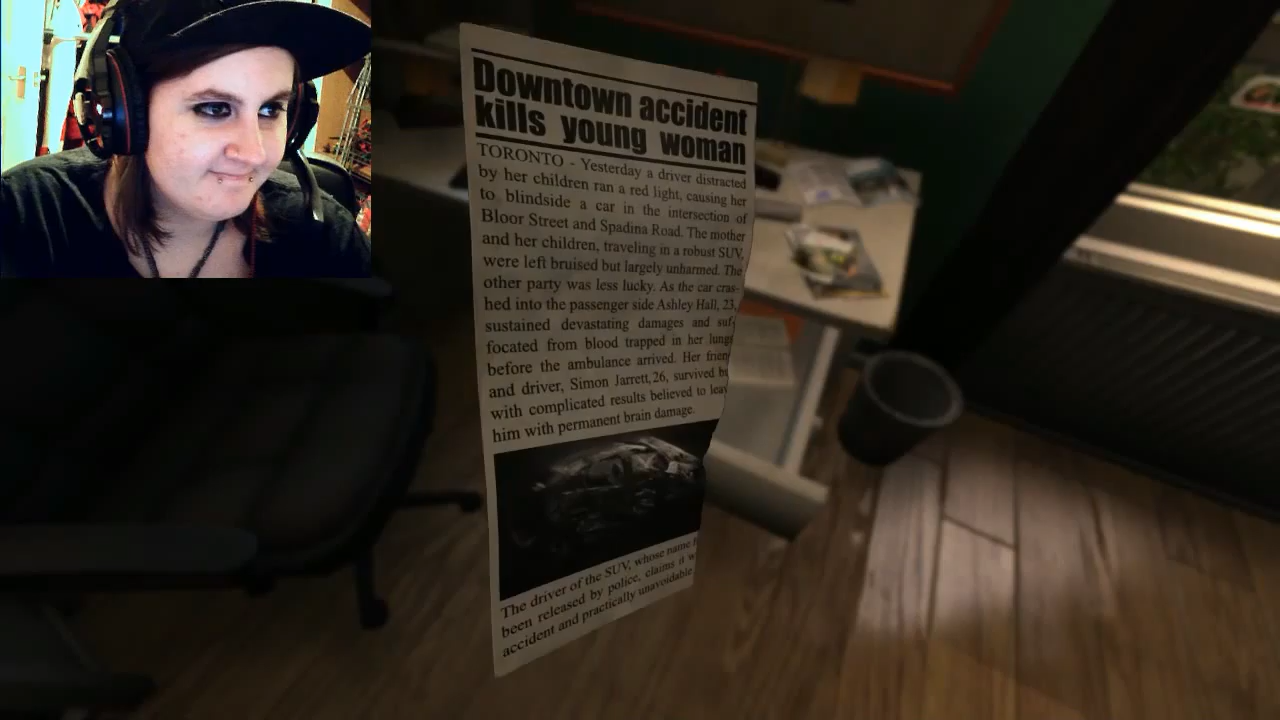 Downtown accident
kills young woman
TORONTO - Yesterday a driver distracted
by her children ran a red light, causing her
to blindside a car in the intersection of
Bloor Street and Spadina Road. The mother
and her children, traveling in a robust SUV,
were left bruised but largely unharmed. The
other party was less lucky. As the car cras-
hed into the passenger side Ashley Hall, 23,
sustained devastating damages and suf-
focated from blood trapped in her lungs
before the ambulance arrived. Her frien
and driver, Simon Jarrett, 26, survived bu
with complicated results believed to leav
him with permanent brain damage.
The driver of the SUV, whose name h
been released by police, claims it w
accident and practically unavoidable